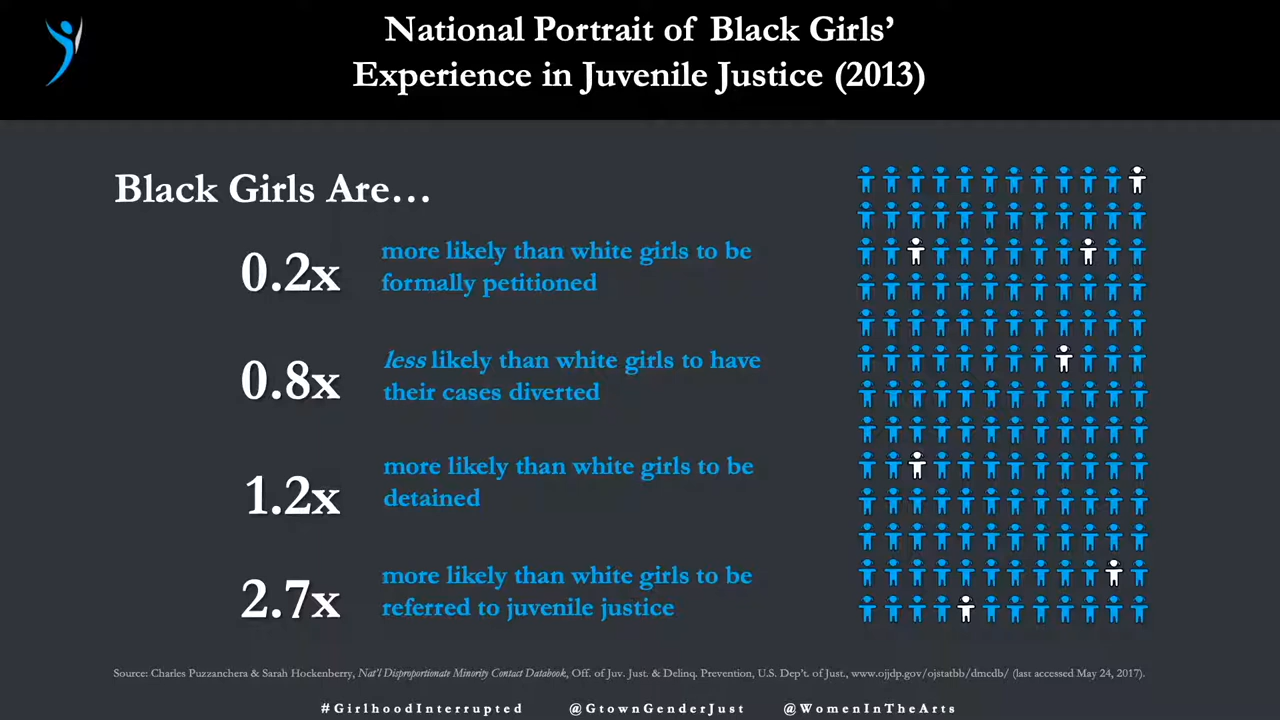 National Portrait of Black Girls’
Experience in Juvenile Justice (2013)
Black Girls Are…
0.2x
more likely than white girls to be
formally petitioned
0.8x
less likely than white girls to have
their cases diverted
1.2x
more likely than white girls to be
detained
2.7x
more likely than white girls to be
referred to juvenile justice
Source: Charles Puzzanchera & Sarah Hockenberry, Nat’l Disproportionate Minority Contact Databook, Off. of Juv. Just. & Delinq. Prevention, U.S. Dep’t. of Just., www.ojjdp.gov/ojstatbb/dmcdb/ (last accessed May 24, 2017).
#GirlhoodInterrupted @GtownGenderJust @WomenInTheArts